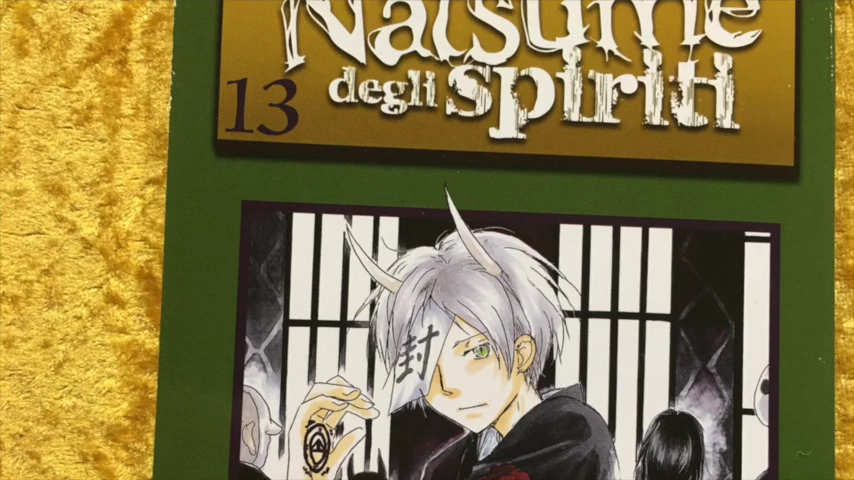 Natsume
degli spiriti
13
封